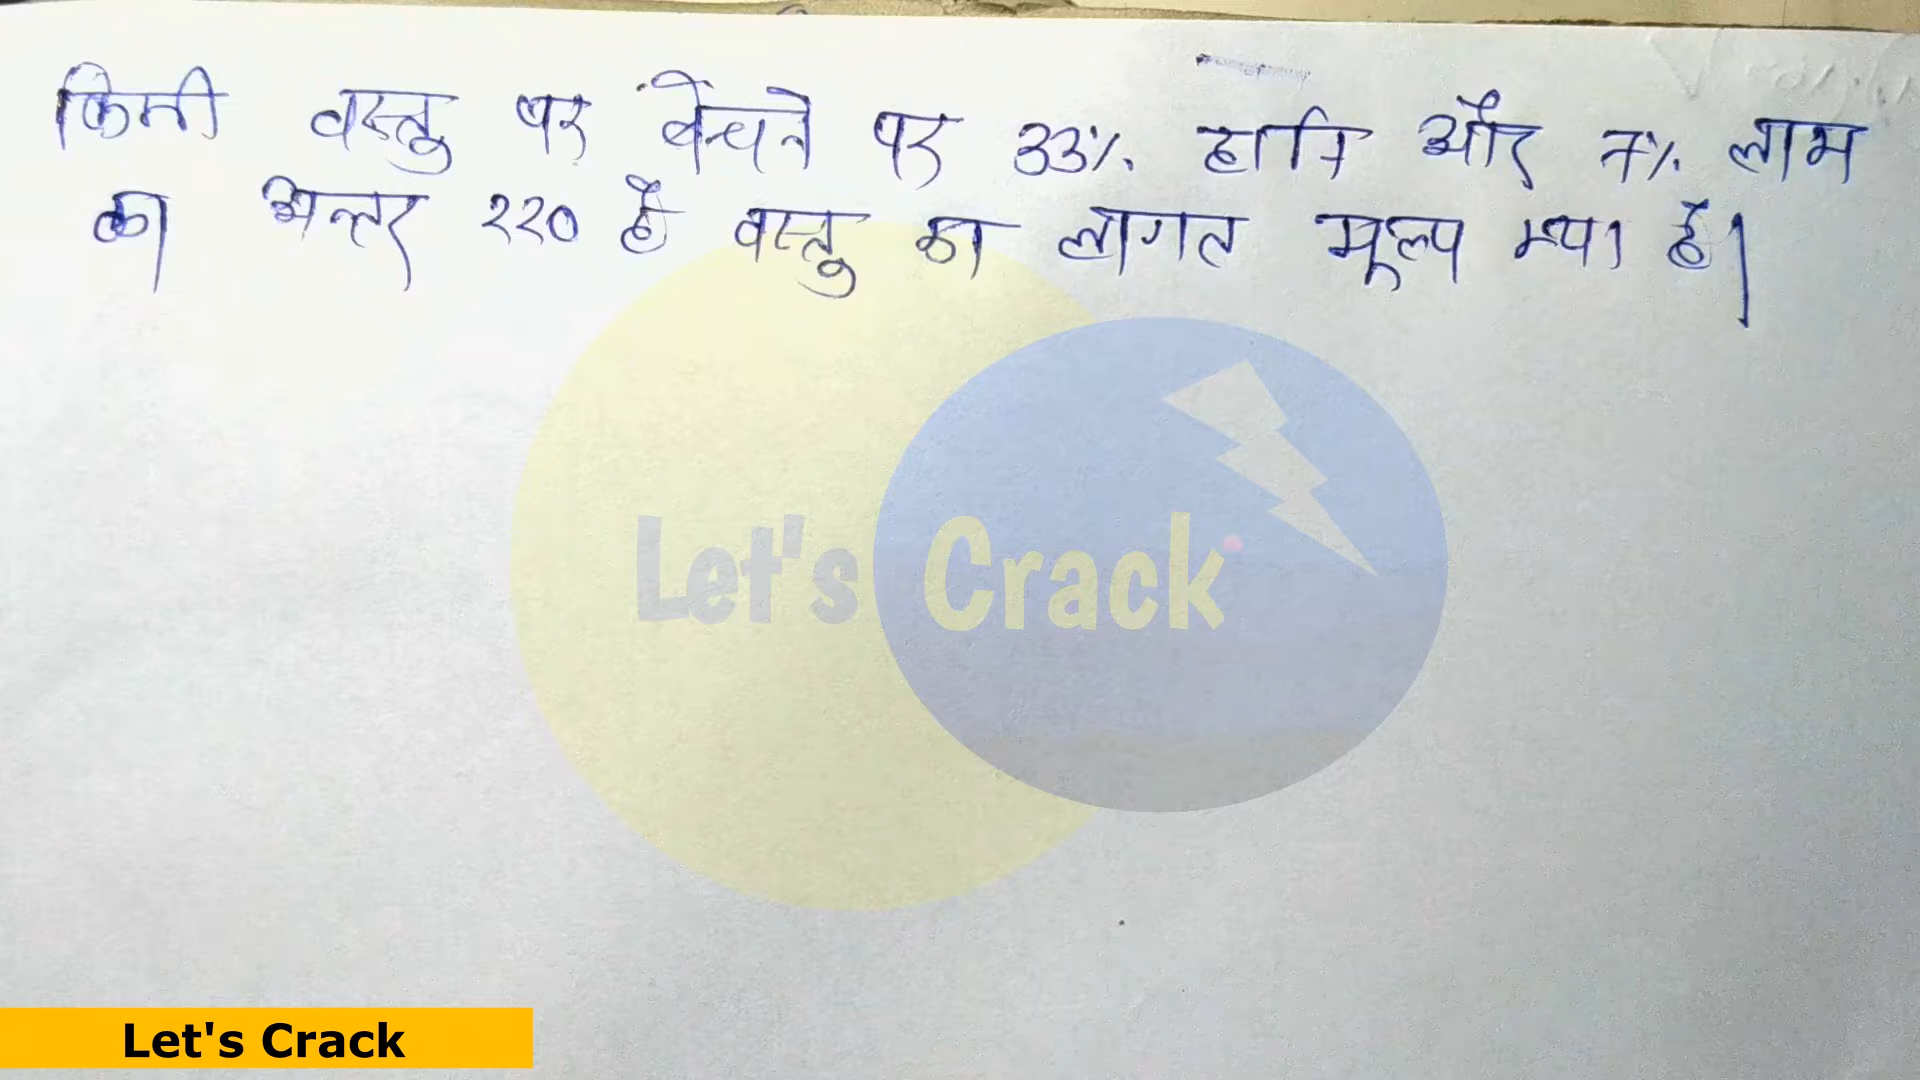 किसी वस्तु पर बेचने पर 33% हानि और 7% लाभ
का अन्तर 220 है वस्तु का लागत मूल्य क्या है।
Let's Crack
Let's Crack